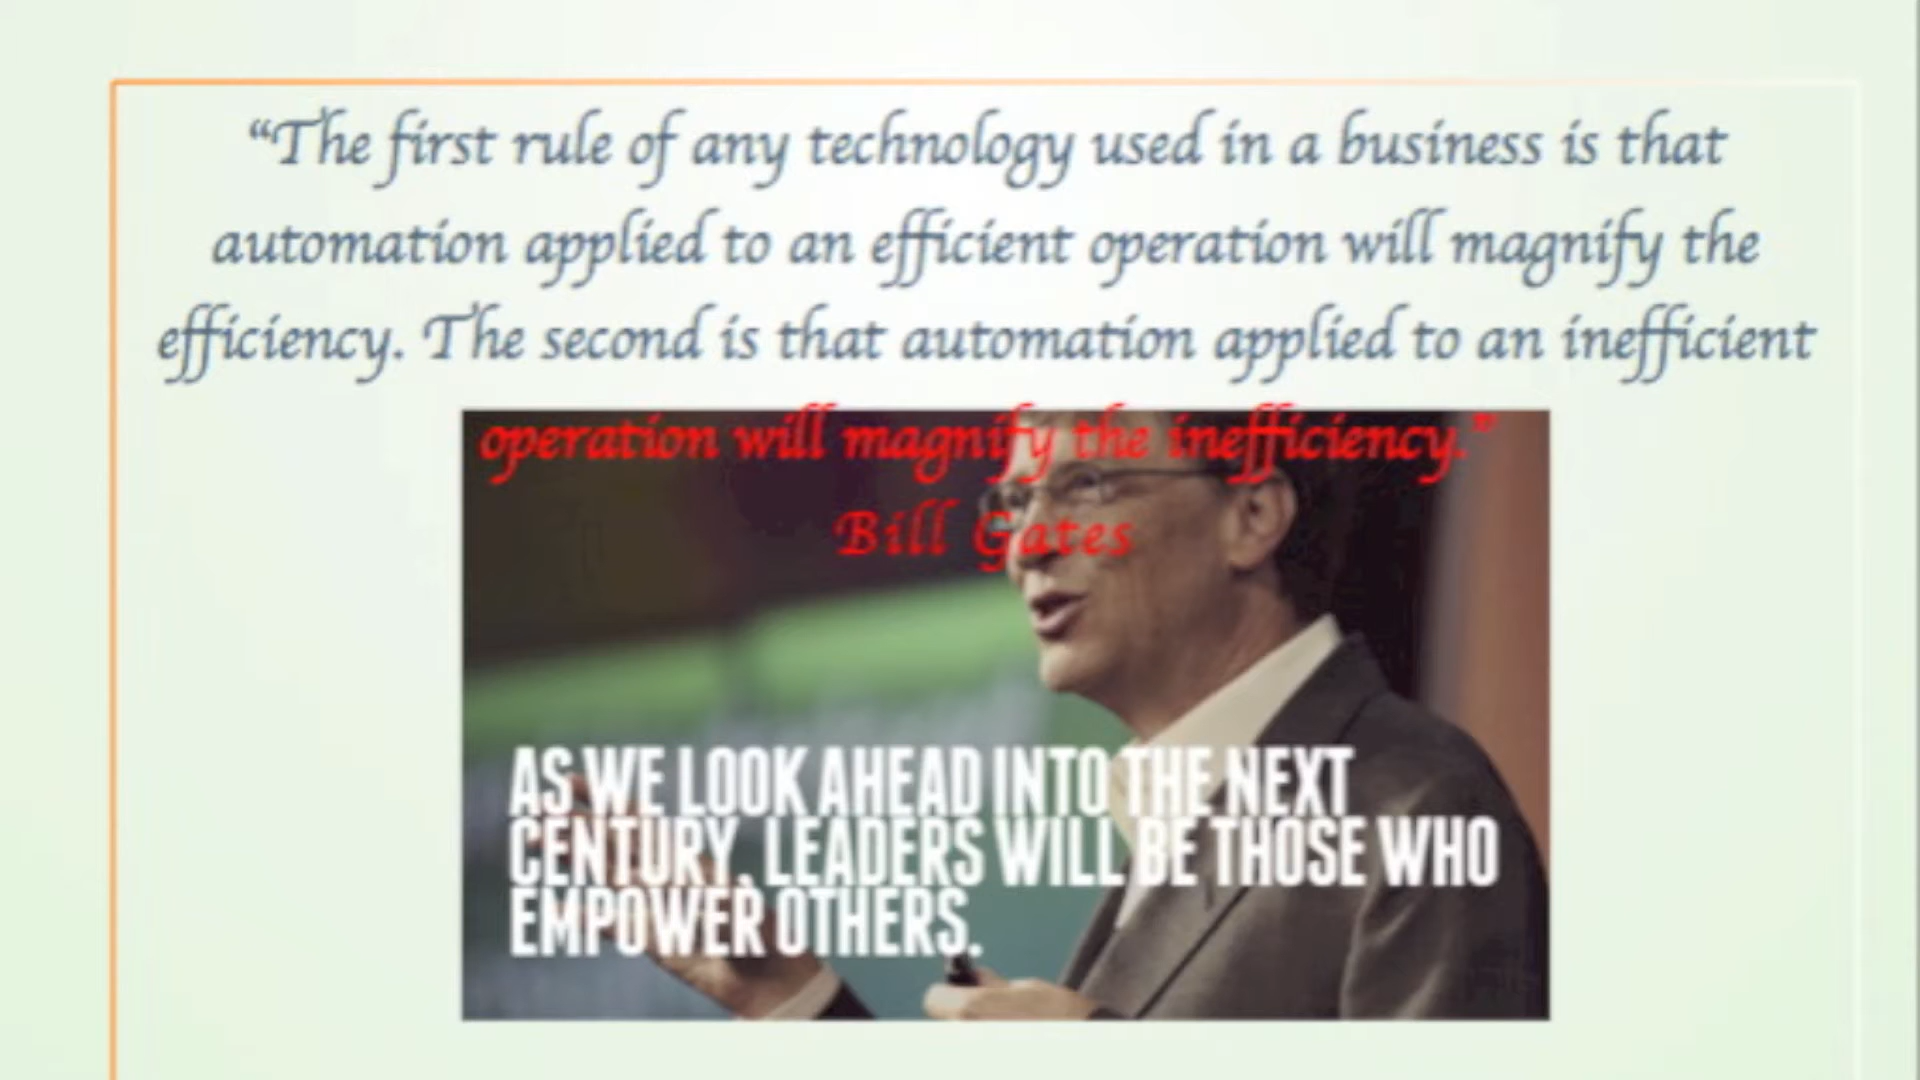 “The first rule of any technology used in a business is that
automation applied to an efficient operation will magnify the
efficiency. The second is that automation applied to an inefficient
operation will magnify the inefficiency.”
Bill Gates
AS WE LOOK AHEAD INTO THE NEXT
CENTURY, LEADERS WILL BE THOSE WHO
EMPOWER OTHERS.